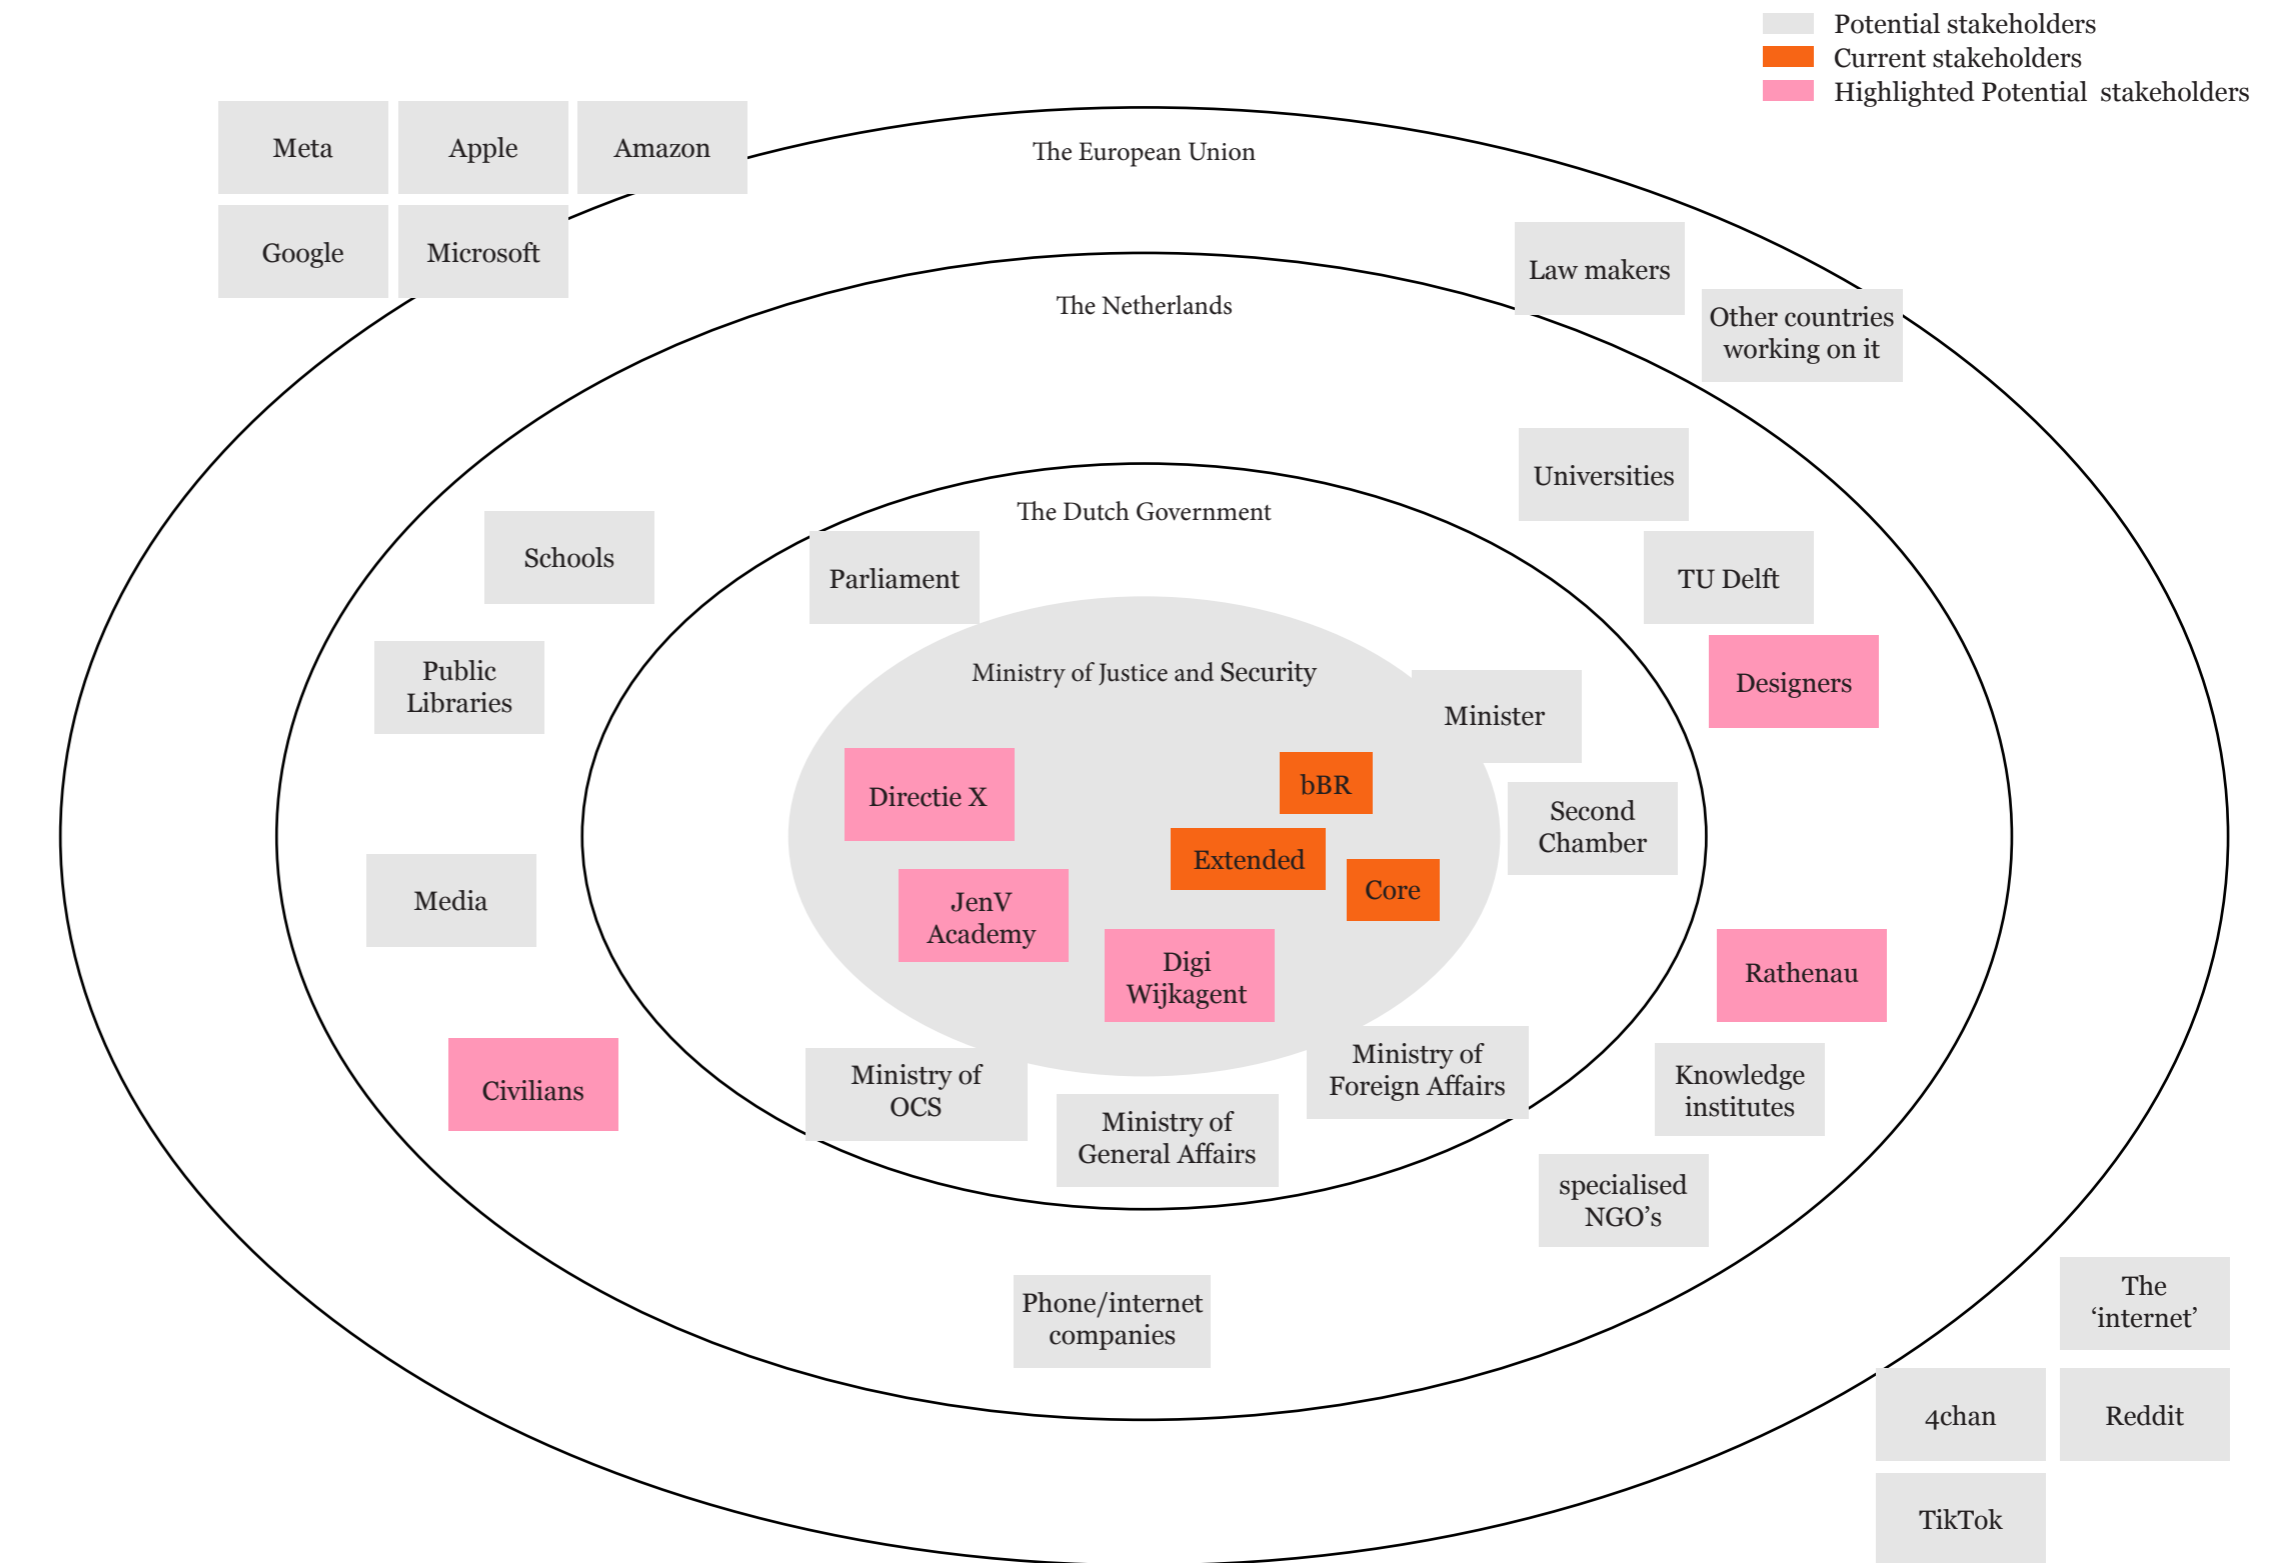 Potential stakeholders
Current stakeholders
Highlighted Potential  stakeholders
Meta
Apple
Amazon
Google
Microsoft
The European Union
Law makers
Other countries
working on it
The Netherlands
Universities
TU Delft
Designers
Schools
Public
Libraries
Media
Civilians
The Dutch Government
Parliament
Ministry of Justice and Security
Minister
Directie X
bBR
Second
Chamber
Extended
Core
JenV
Academy
Digi
Wijkagent
Rathenau
Ministry of
OCS
Ministry of
General Affairs
Ministry of
Foreign Affairs
Knowledge
institutes
specialised
NGO’s
Phone/internet
companies
The
‘internet’
4chan
Reddit
TikTok